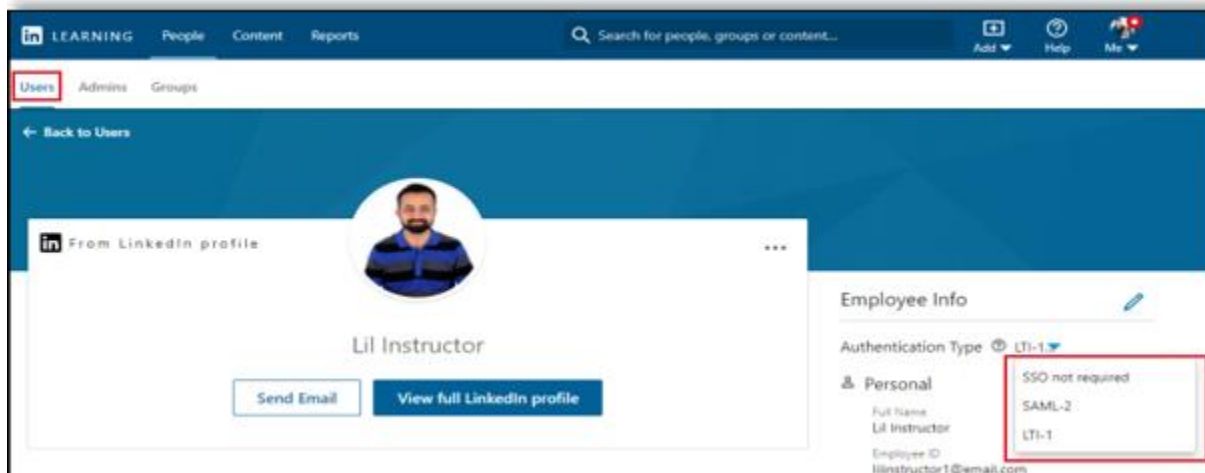 in LEARNING People Content Reports Search for people, groups or content... Add Help Me
Users Admins Groups
← Back to Users
in From LinkedIn profile
...
Employee Info
Lil Instructor
Authentication Type LTI-1
Send Email View full LinkedIn profile
Personal
SSO not required
SAML-2
LTI-1
Full Name
Lil Instructor
Employee ID
lilinstructor1@email.com